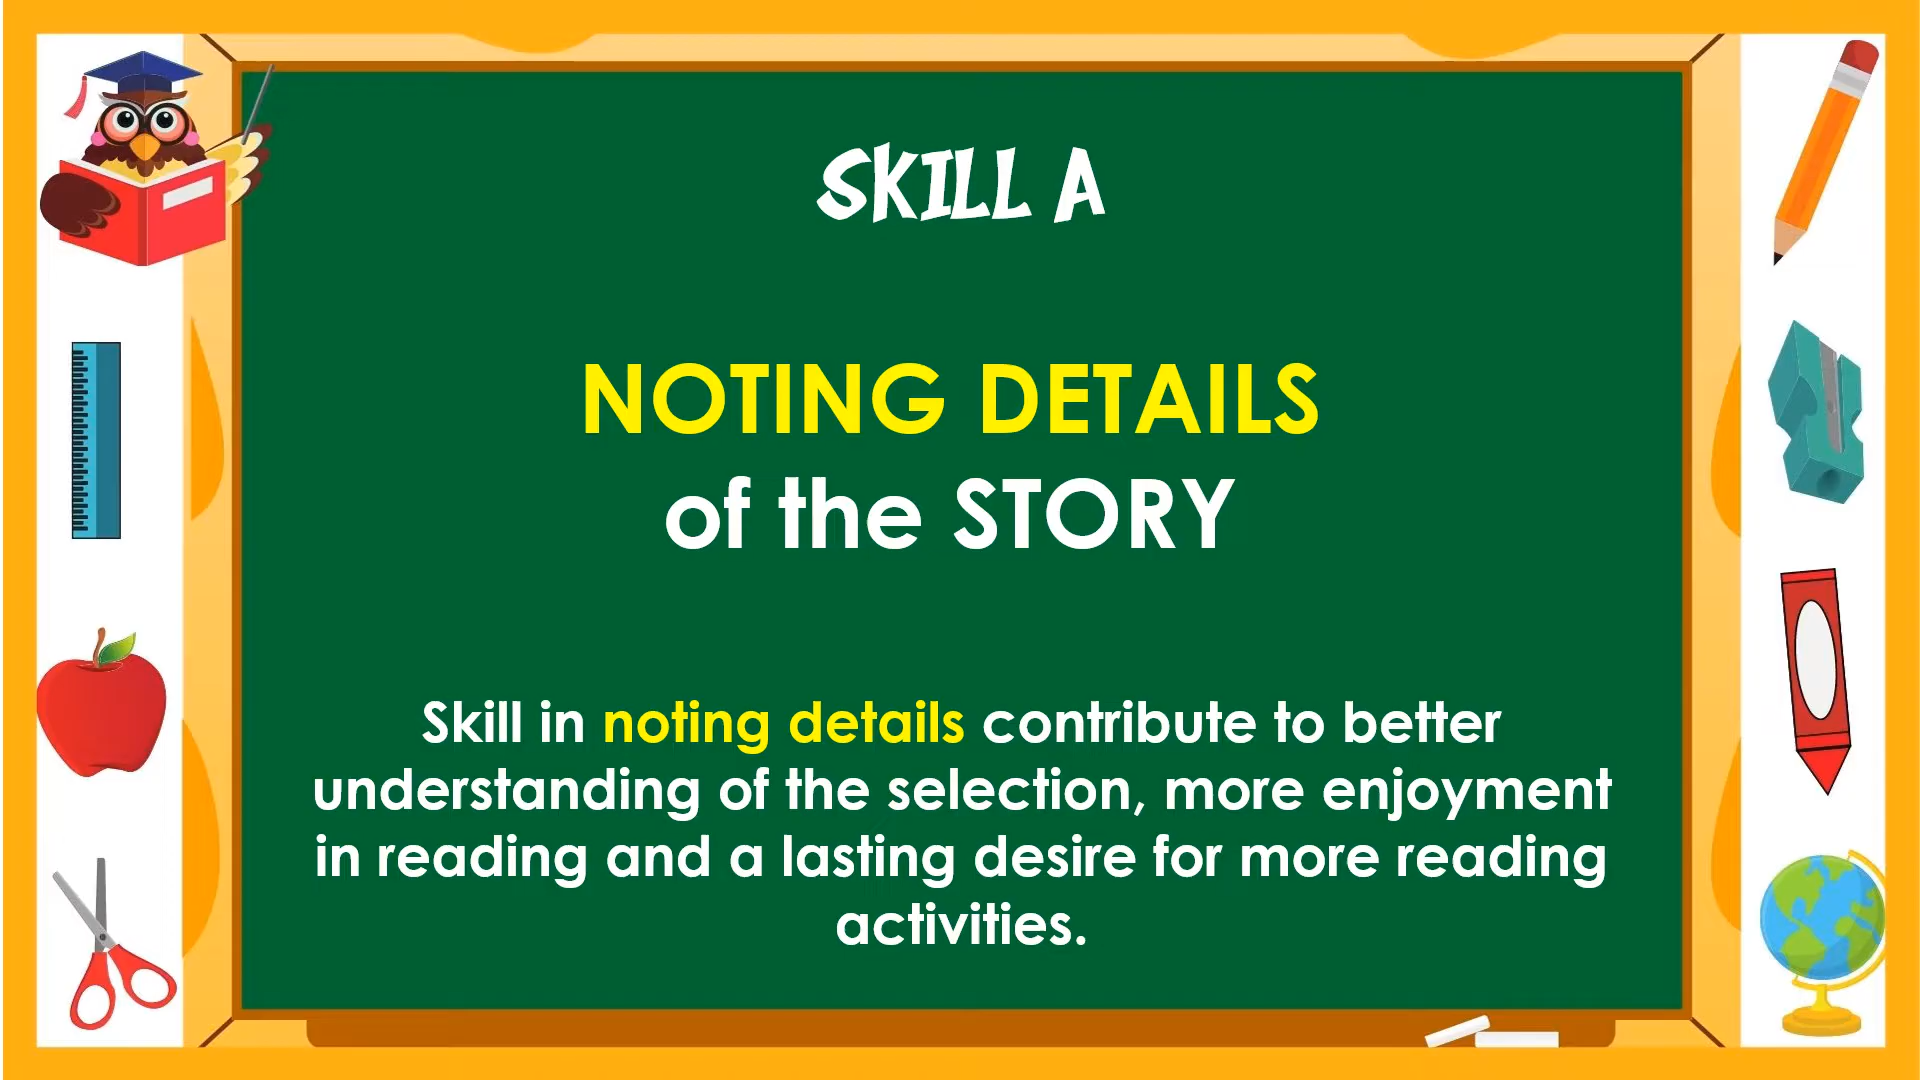 SKILL A
NOTING DETAILS
of the STORY
Skill in noting details contribute to better
understanding of the selection, more enjoyment
in reading and a lasting desire for more reading
activities.